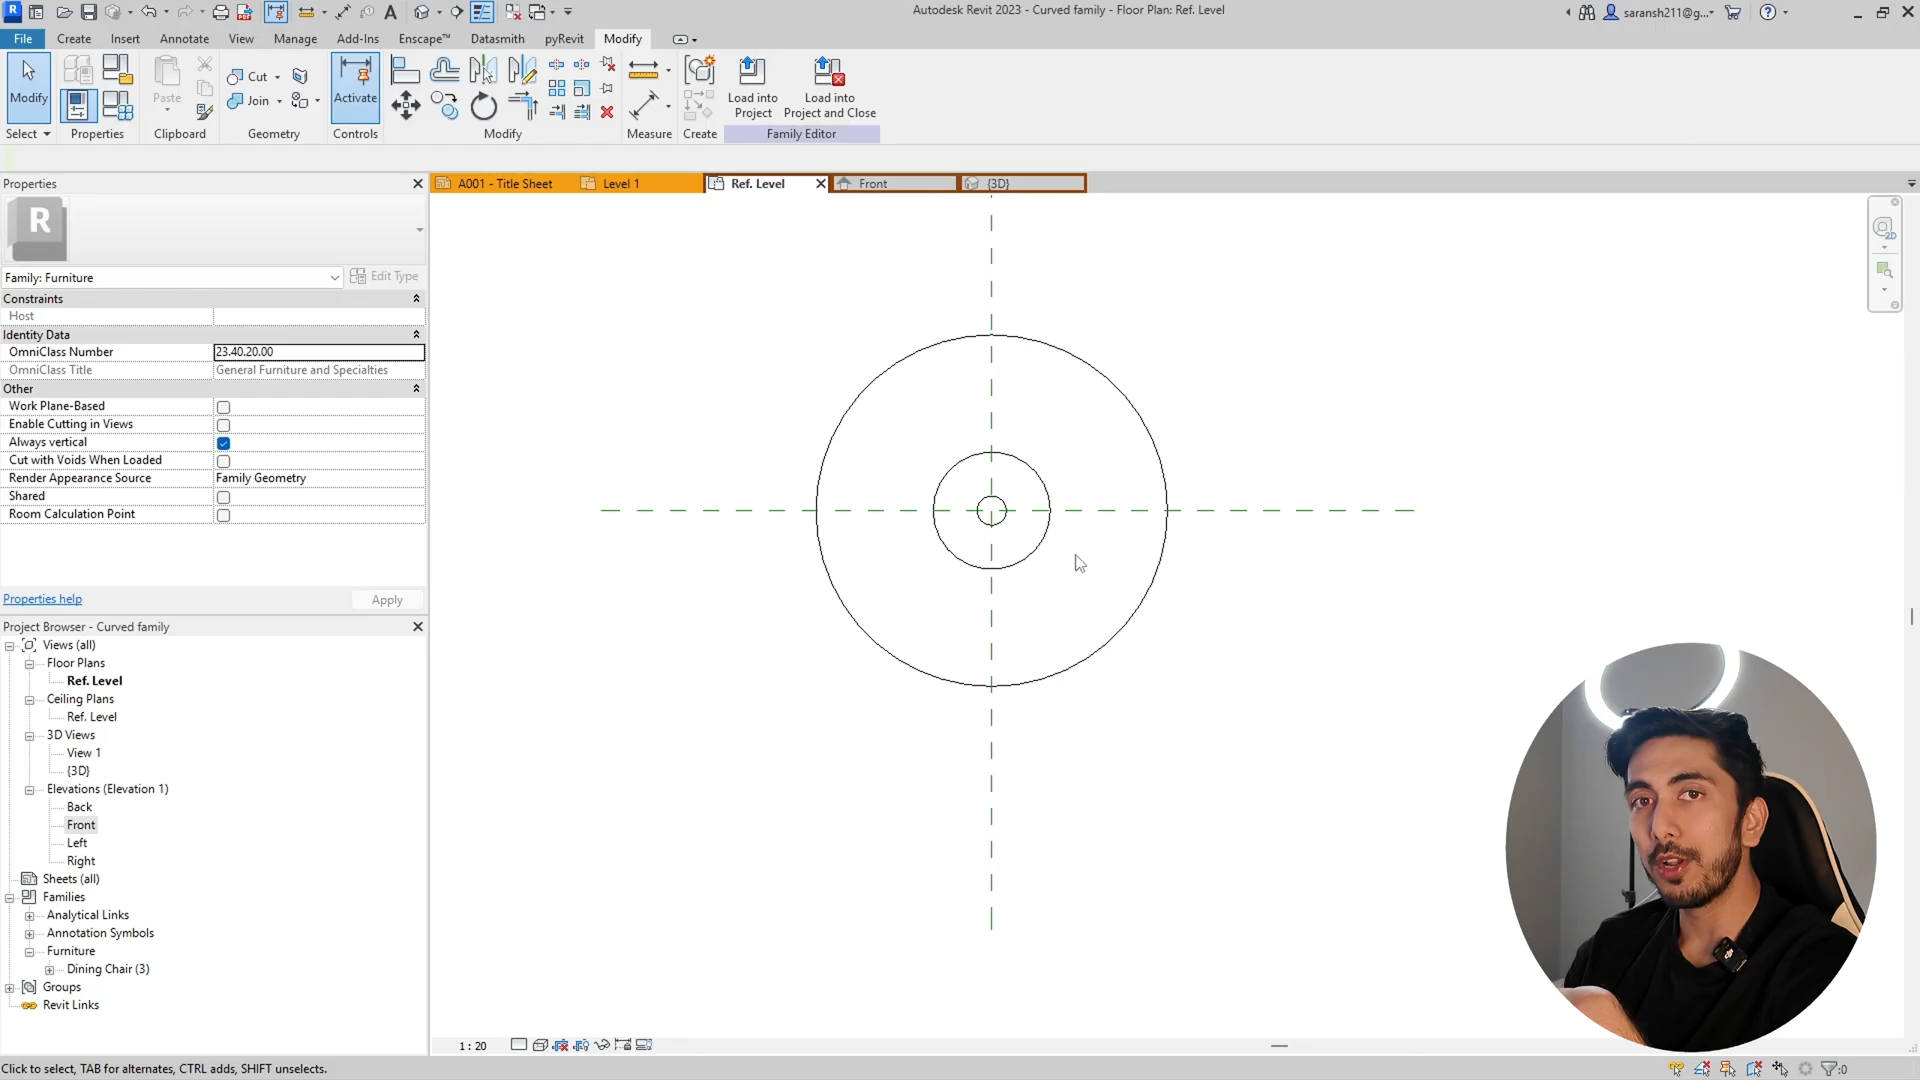 Autodesk Revit 2023 - Curved family - Floor Plan: Ref. Level
saransh211@g...
File
Create
Insert
Annotate
View
Manage
Add-Ins
Enscape™
Datasmith
pyRevit
Modify
Modify
Paste
Cut
Join
Activate
Load into
Project
Load into
Project and Close
Select
Properties
Clipboard
Geometry
Controls
Modify
Measure
Create
Family Editor
Properties
A001 - Title Sheet
Level 1
Ref. Level
Front
{3D}
R
Family: Furniture
Edit Type
Constraints
Host
Identity Data
OmniClass Number
23.40.20.00
OmniClass Title
General Furniture and Specialties
Other
Work Plane-Based
Enable Cutting in Views
Always vertical
Cut with Voids When Loaded
Render Appearance Source
Family Geometry
Shared
Room Calculation Point
Properties help
Apply
Project Browser - Curved family
Views (all)
Floor Plans
Ref. Level
Ceiling Plans
Ref. Level
3D Views
View 1
{3D}
Elevations (Elevation 1)
Back
Front
Left
Right
Sheets (all)
Families
Analytical Links
Annotation Symbols
Furniture
Dining Chair (3)
Groups
Revit Links
1 : 20
Click to select, TAB for alternates, CTRL adds, SHIFT unselects.
:0